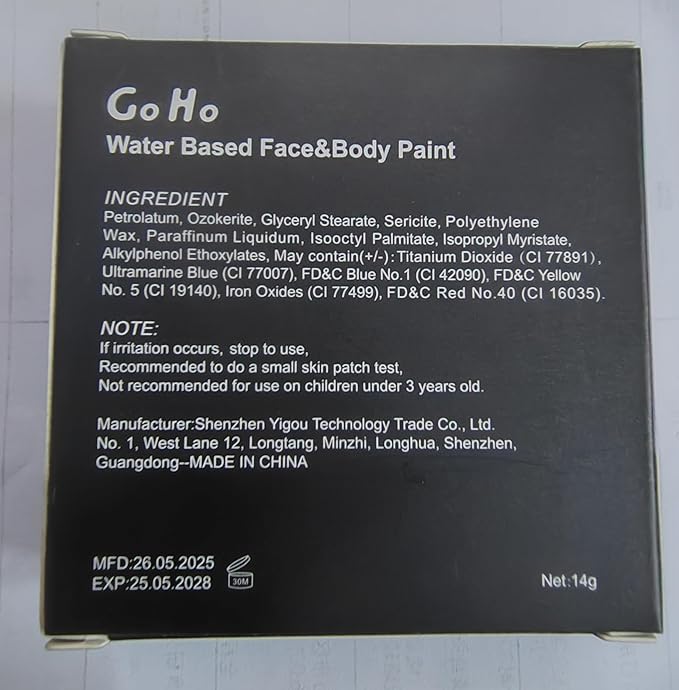 Go Ho
Water Based Face&Body Paint
INGREDIENT
Petrolatum, Ozokerite, Glyceryl Stearate, Sericite, Polyethylene
Wax, Paraffinum Liquidum, Isooctyl Palmitate, Isopropyl Myristate,
Alkylphenol Ethoxylates, May contain(+/-): Titanium Dioxide (CI 77891),
Ultramarine Blue (CI 77007), FD&C Blue No.1 (CI 42090), FD&C Yellow
No. 5 (CI 19140), Iron Oxides (CI 77499), FD&C Red No.40 (CI 16035).
NOTE:
If irritation occurs, stop to use,
Recommended to do a small skin patch test,
Not recommended for use on children under 3 years old.
Manufacturer:Shenzhen Yigou Technology Trade Co., Ltd.
No. 1, West Lane 12, Longtang, Minzhi, Longhua, Shenzhen,
Guangdong--MADE IN CHINA
MFD:26.05.2025
EXP:25.05.2028
30M
Net:14g